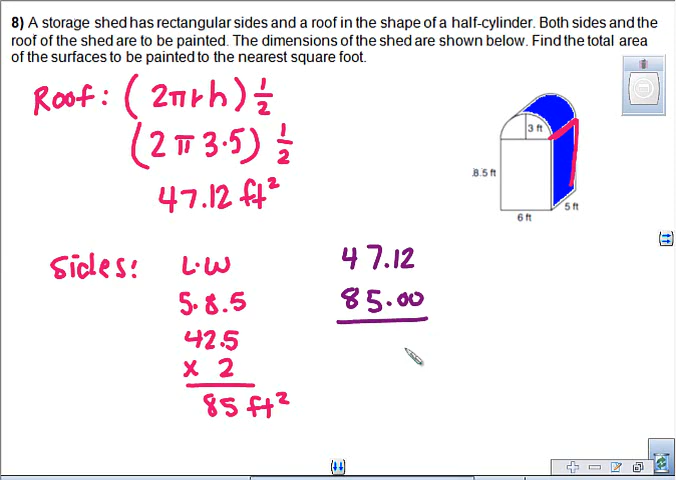 8) A storage shed has rectangular sides and a roof in the shape of a half-cylinder. Both sides and the
roof of the shed are to be painted. The dimensions of the shed are shown below. Find the total area
of the surfaces to be painted to the nearest square foot.
Roof: (2πrh) 1/2
(2π 3·5) 1/2
47.12 ft²
3 ft
8.5 ft
5 ft
6 ft
Sides: L·W
5·8.5
42.5
x 2
85 ft²
47.12
85.00